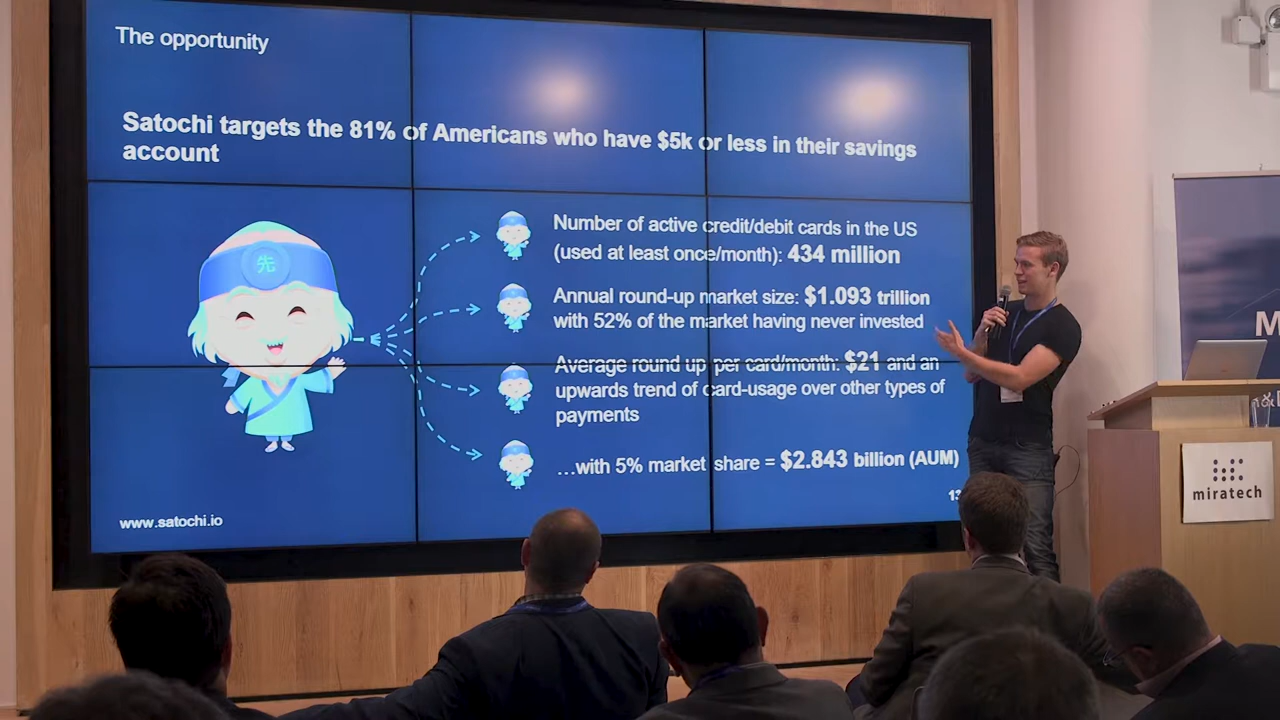 The opportunity
Satochi targets the 81% of Americans who have $5k or less in their savings
account
先
Number of active credit/debit cards in the US
(used at least once/month): 434 million
Annual round-up market size: $1.093 trillion
with 52% of the market having never invested
Average round up per card/month: $21 and an
upwards trend of card-usage over other types of
payments
...with 5% market share = $2.843 billion (AUM)
www.satochi.io
M
miratech